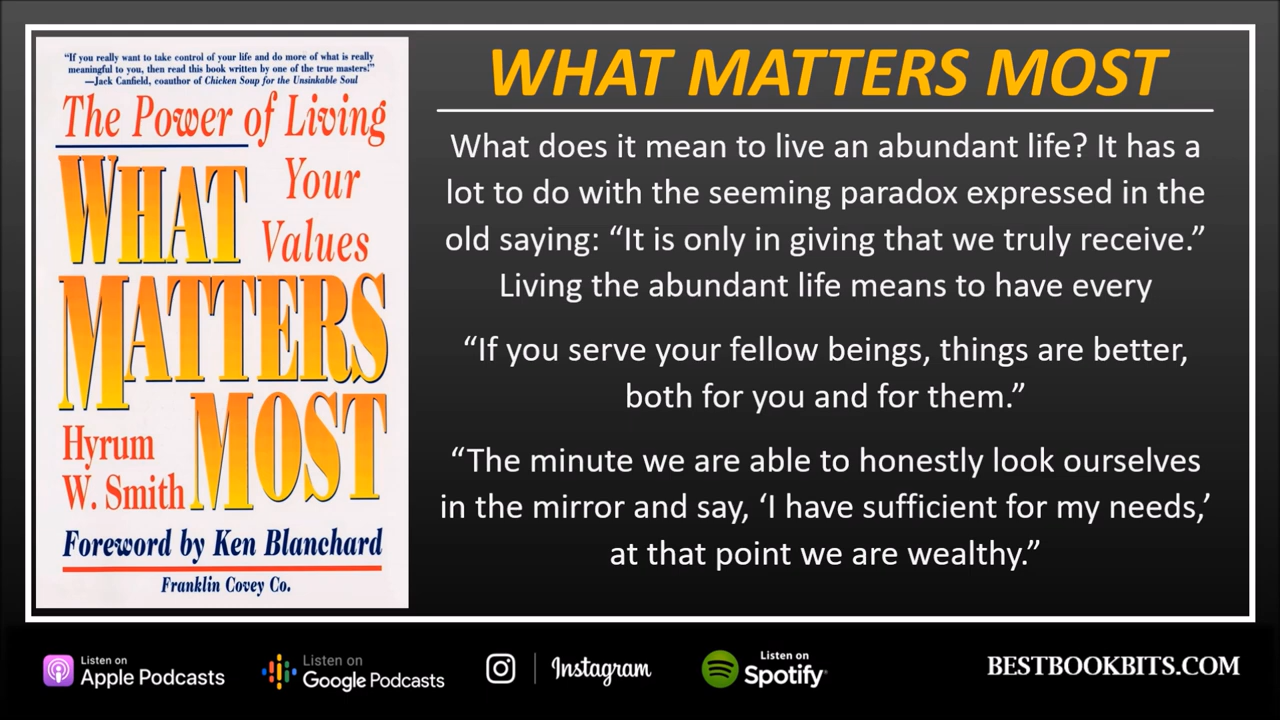 “If you really want to take control of your life and do more of what is really
meaningful to you, then read this book written by one of the true masters!”
—Jack Canfield, coauthor of Chicken Soup for the Unsinkable Soul
The Power of Living
Your
Values
WHAT
MATTERS
MOST
Hyrum
W. Smith
Foreword by Ken Blanchard
Franklin Covey Co.
WHAT MATTERS MOST
What does it mean to live an abundant life? It has a
lot to do with the seeming paradox expressed in the
old saying: “It is only in giving that we truly receive.”
Living the abundant life means to have every
“If you serve your fellow beings, things are better,
both for you and for them.”
“The minute we are able to honestly look ourselves
in the mirror and say, ‘I have sufficient for my needs,’
at that point we are wealthy.”
Listen on
Apple Podcasts
Listen on
Google Podcasts
Instagram
Listen on
Spotify
BESTBOOKBITS.COM